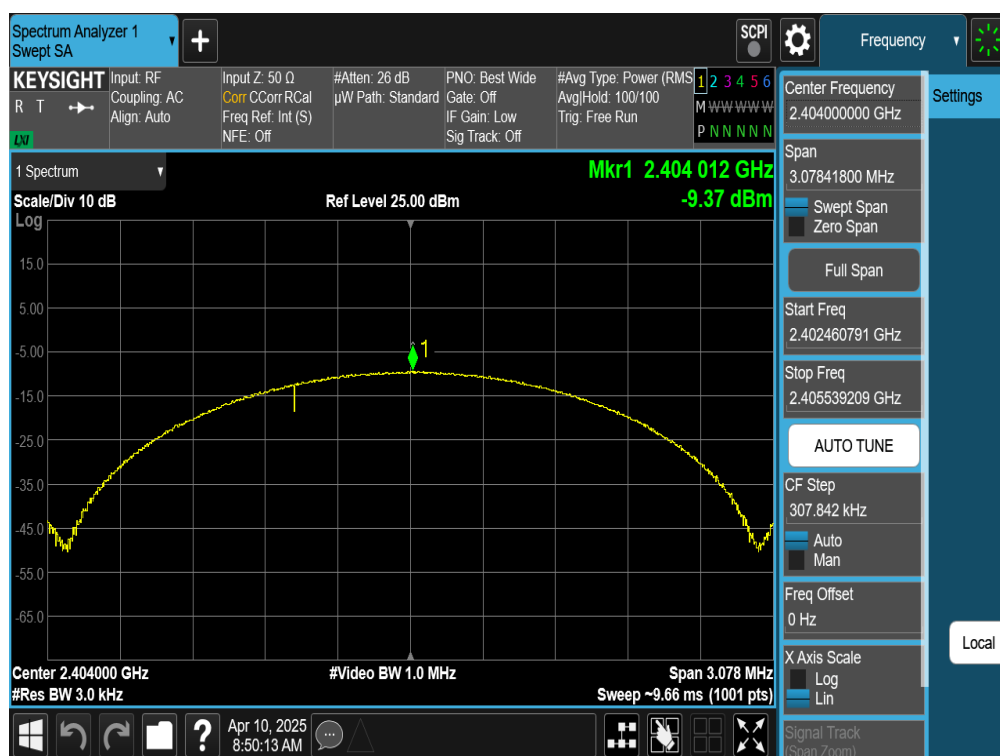 Spectrum Analyzer 1
Swept SA
SCPI
Frequency
KEYSIGHT
R T
LXI
Input: RF
Coupling: AC
Align: Auto
Input Z: 50 Ω
Corr CCorr RCal
Freq Ref: Int (S)
NFE: Off
#Atten: 26 dB
µW Path: Standard
PNO: Best Wide
Gate: Off
IF Gain: Low
Sig Track: Off
#Avg Type: Power (RMS
Avg|Hold: 100/100
Trig: Free Run
1 2 3 4 5 6
M W W W W W
P N N N N N
1 Spectrum
Mkr1 2.404 012 GHz
-9.37 dBm
Scale/Div 10 dB
Ref Level 25.00 dBm
Log
15.0
5.00
-5.00
-15.0
-25.0
-35.0
-45.0
-55.0
-65.0
1
Center 2.404000 GHz
#Video BW 1.0 MHz
Span 3.078 MHz
#Res BW 3.0 kHz
Sweep ~9.66 ms (1001 pts)
Center Frequency
2.404000000 GHz
Span
3.07841800 MHz
Swept Span
Zero Span
Full Span
Start Freq
2.402460791 GHz
Stop Freq
2.405539209 GHz
AUTO TUNE
CF Step
307.842 kHz
Auto
Man
Freq Offset
0 Hz
X Axis Scale
Log
Lin
Signal Track
(Span Zoom)
Settings
Local
?
Apr 10, 2025
8:50:13 AM